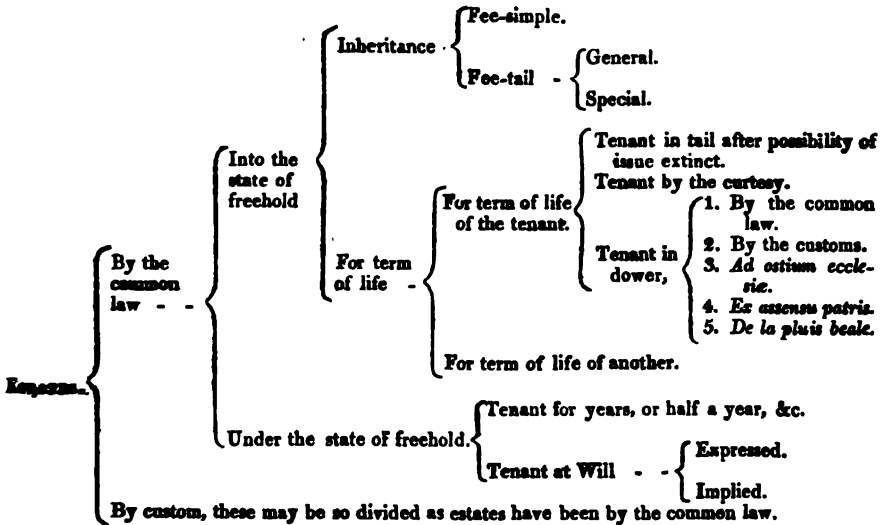 Fee-simple.
Inheritance
General.
Fee-tail -
Special.
Into the
state of
freehold
Tenant in tail after possibility of
issue extinct.
Tenant by the curtesy.
For term of life
of the tenant.
1. By the common
law.
2. By the customs.
Tenant in
dower,
3. Ad ostium eccle-
siæ.
4. Ex assensu patris.
5. De la pluis beale.
By the
common
law - -
For term
of life -
For term of life of another.
Tenant for years, or half a year, &c.
Under the state of freehold.
Expressed.
Tenant at Will - -
Implied.
By custom, these may be so divided as estates have been by the common law.